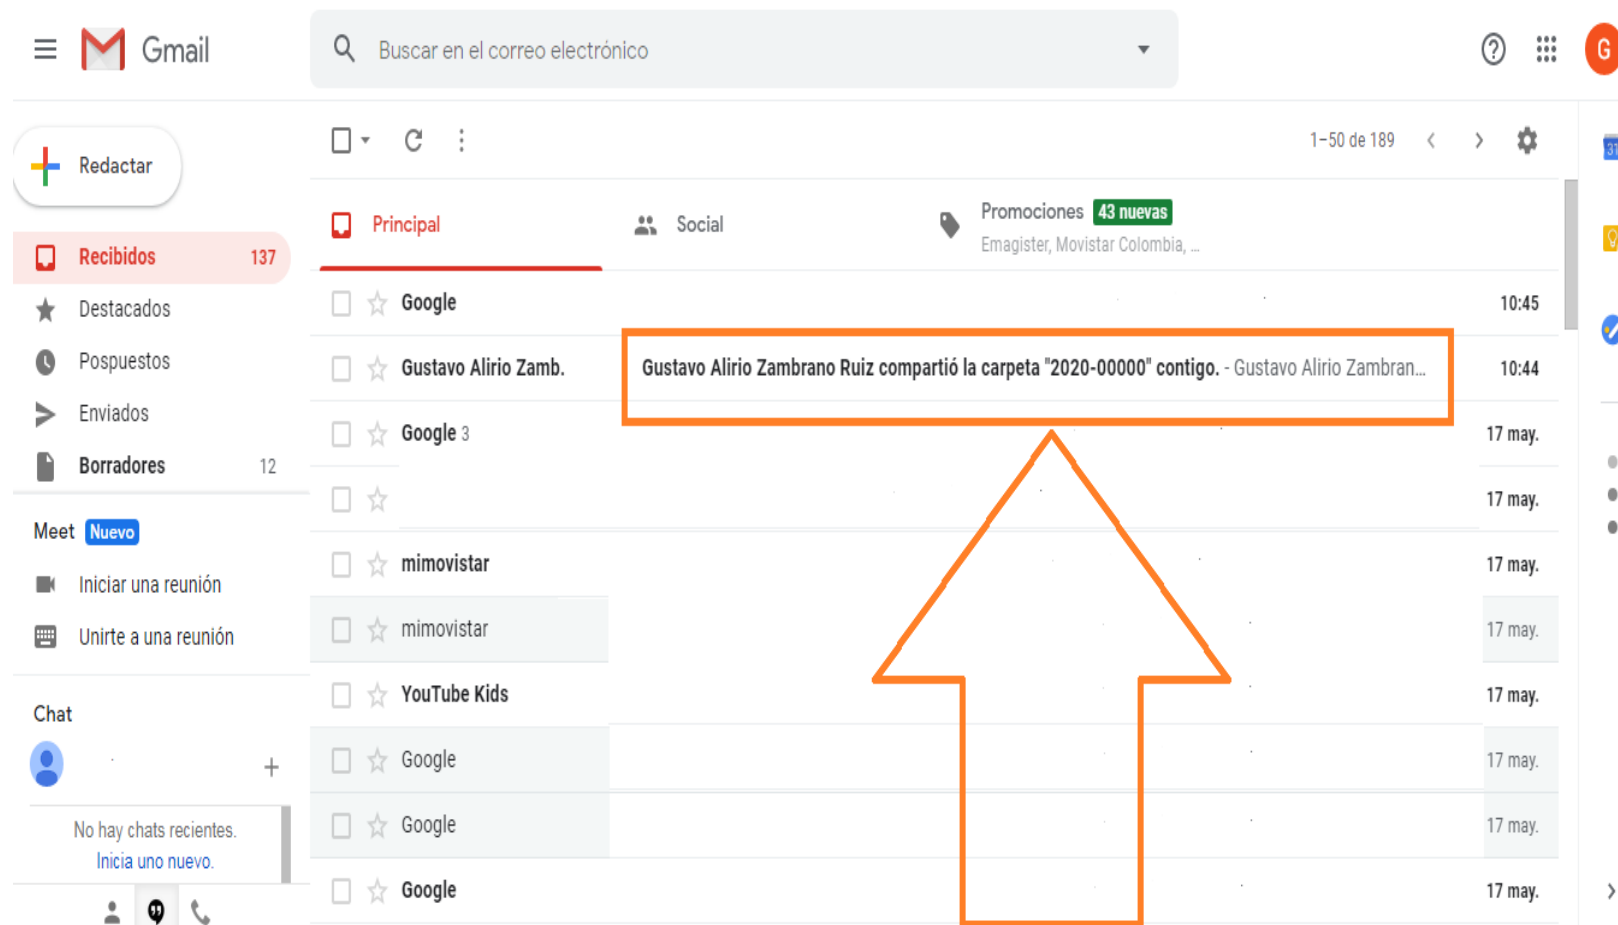 Gmail
Buscar en el correo electrónico
G
Redactar
1–50 de 189
31
Principal
Social
Promociones 43 nuevas
Emagister, Movistar Colombia, ...
Recibidos 137
Destacados
Pospuestos
Enviados
Borradores 12
Google 10:45
Gustavo Alirio Zamb. Gustavo Alirio Zambrano Ruiz compartió la carpeta "2020-00000" contigo. - Gustavo Alirio Zambran... 10:44
Google 3 17 may.
17 may.
mimovistar 17 may.
mimovistar 17 may.
YouTube Kids 17 may.
Google 17 may.
Google 17 may.
Google 17 may.
Meet Nuevo
Iniciar una reunión
Unirte a una reunión
Chat
No hay chats recientes.
Inicia uno nuevo.